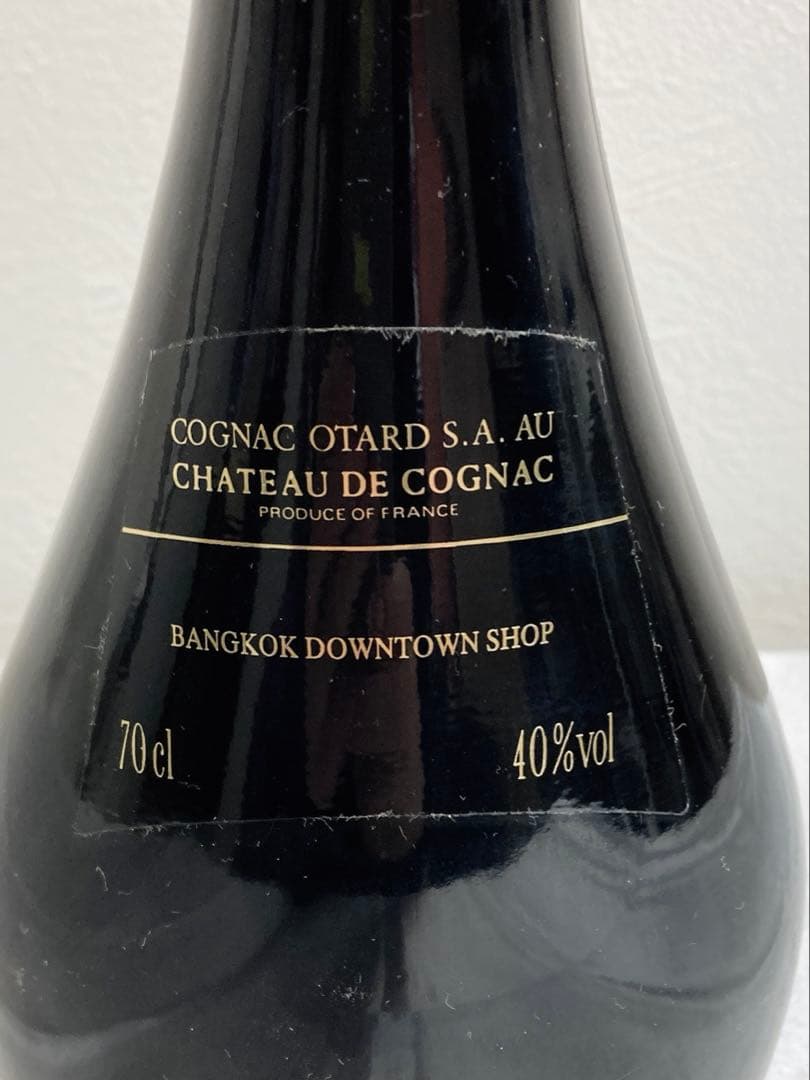 COGNAC OTARD S.A. AU
CHATEAU DE COGNAC
PRODUCE OF FRANCE
BANGKOK DOWNTOWN SHOP
70 cl 40%vol